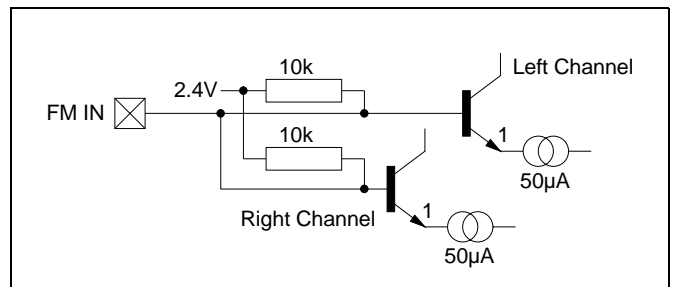 10k
Left Channel
2.4V
FM IN
10k
1
50µA
Right Channel
1
50µA